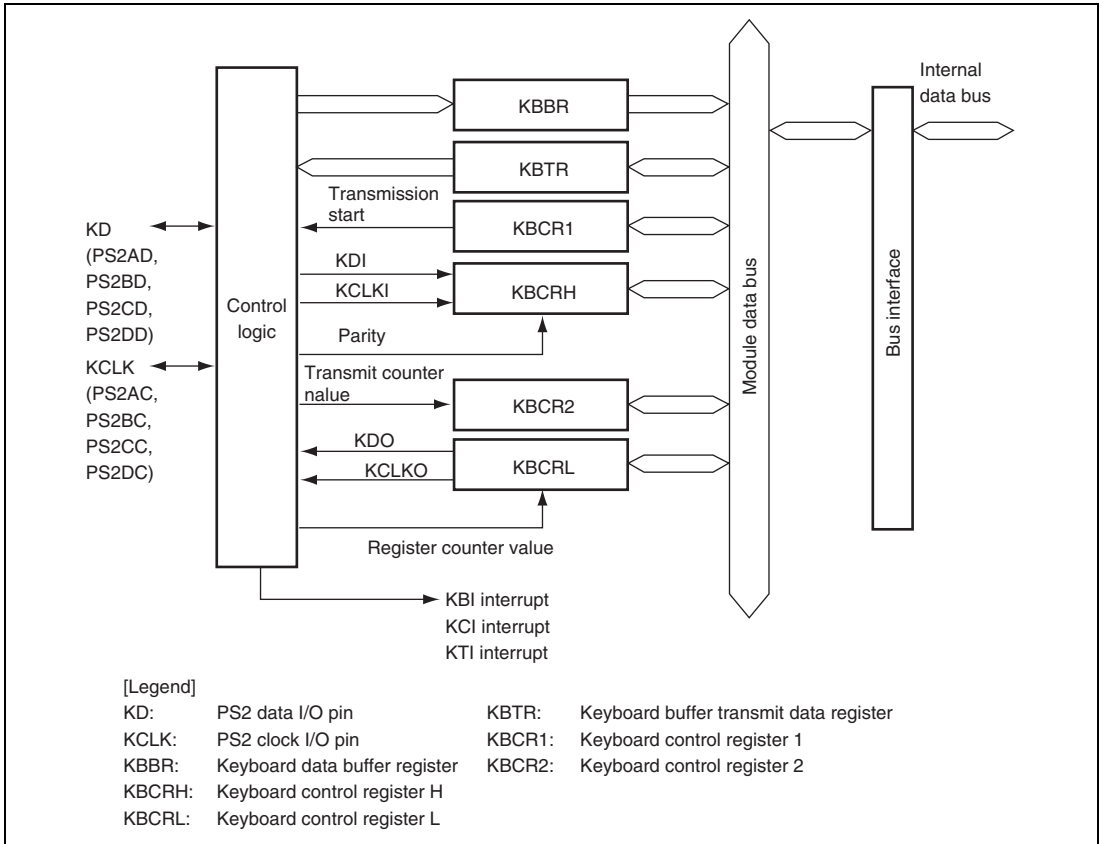 Internal
data bus
KBBR
KBTR
Transmission
start
KBCR1
KD
(PS2AD,
PS2BD,
PS2CD,
PS2DD)
KDI
KCLKI
KBCRH
Control
logic
Parity
Module data bus
Bus interface
KCLK
(PS2AC,
PS2BC,
PS2CC,
PS2DC)
Transmit counter
nalue
KBCR2
KDO
KCLKO
KBCRL
Register counter value
KBI interrupt
KCI interrupt
KTI interrupt
[Legend]
KD: PS2 data I/O pin
KCLK: PS2 clock I/O pin
KBBR: Keyboard data buffer register
KBCRH: Keyboard control register H
KBCRL: Keyboard control register L
KBTR: Keyboard buffer transmit data register
KBCR1: Keyboard control register 1
KBCR2: Keyboard control register 2